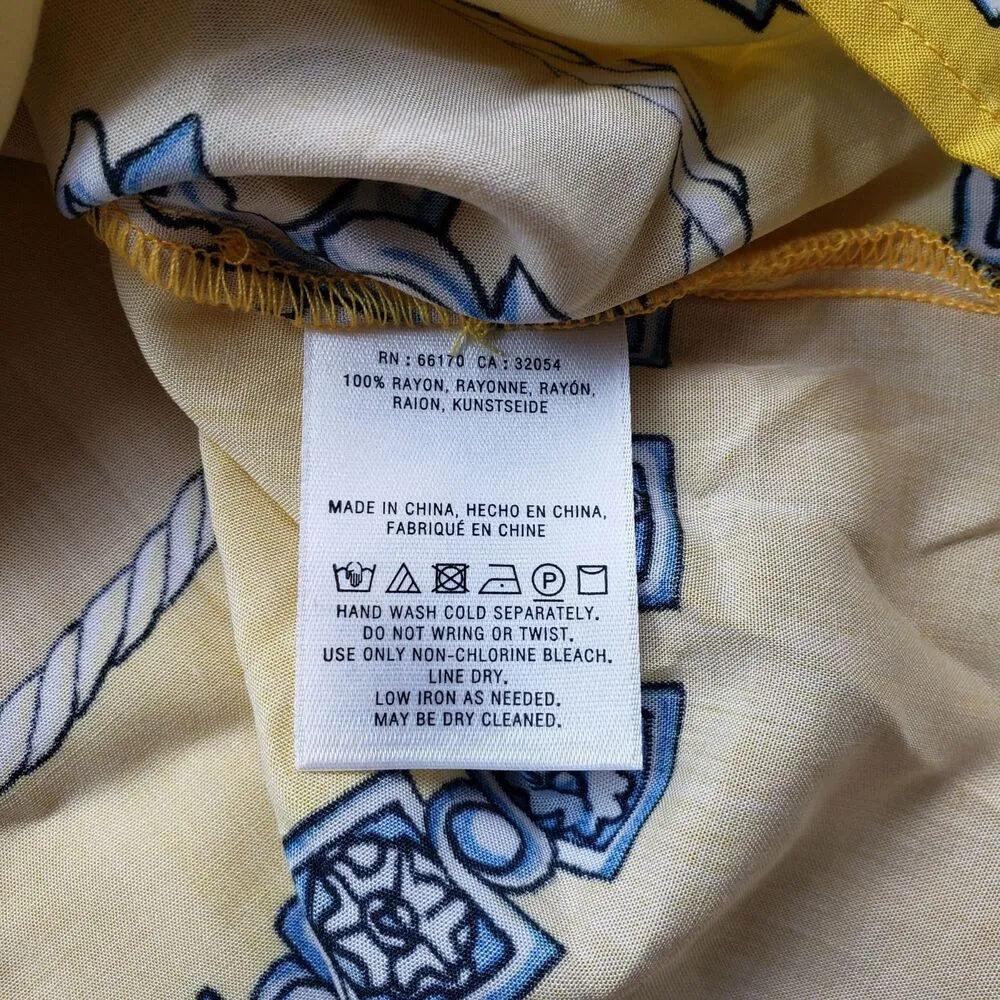 RN : 66170 CA : 32054
100% RAYON, RAYONNE, RAYÓN,
RAION, KUNSTSEIDE
MADE IN CHINA, HECHO EN CHINA,
FABRIQUÉ EN CHINE
P
HAND WASH COLD SEPARATELY.
DO NOT WRING OR TWIST.
USE ONLY NON-CHLORINE BLEACH.
LINE DRY.
LOW IRON AS NEEDED.
MAY BE DRY CLEANED.